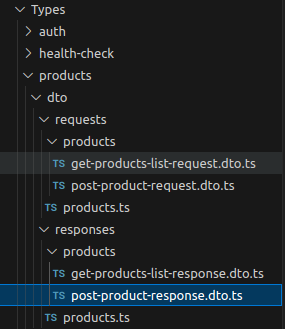 Types
auth
health-check
products
dto
requests
products
TS get-products-list-request.dto.ts
TS post-product-request.dto.ts
TS products.ts
responses
products
TS get-products-list-response.dto.ts
TS post-product-response.dto.ts
TS products.ts